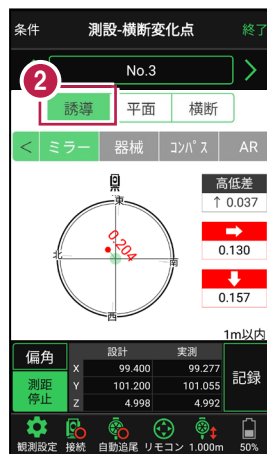 条件 測設-横断変化点 終了
No.3
2
誘導 平面 横断
< ミラー 器械 コンパス AR
高低差
↑ 0.037
東
0.204
0.130
北 南
0.157
西
1m以内
偏角 設計 実測
X 99.400 99.277
測距 Y 101.200 101.055 記録
停止 Z 4.998 4.992
観測設定 接続 自動追尾 リモコン 1.000m 50%